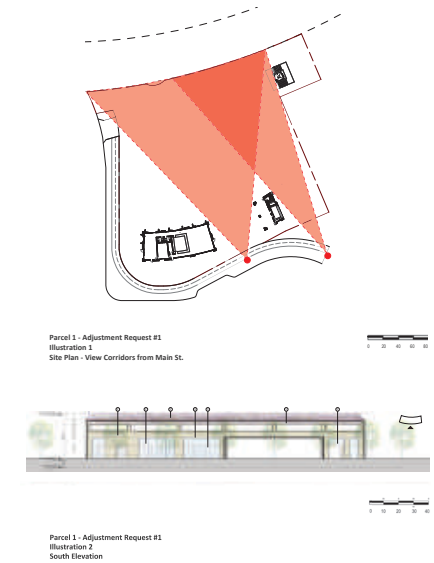 Parcel 1 - Adjustment Request #1
Illustration 1
Site Plan - View Corridors from Main St.
0 20 40 60 80
0 10 20 30 40
Parcel 1 - Adjustment Request #1
Illustration 2
South Elevation